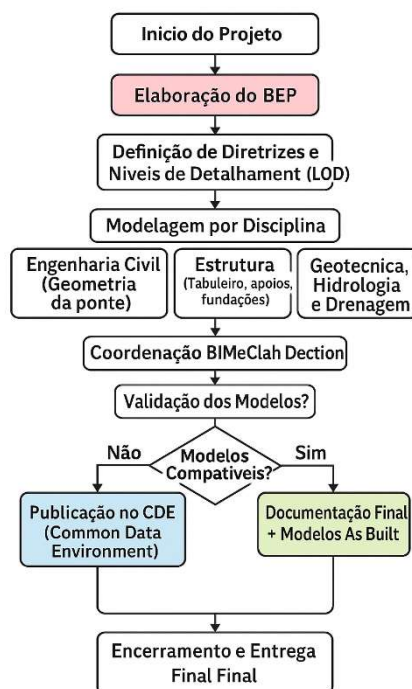 Inicio do Projeto
Elaboração do BEP
Definição de Diretrizes e
Niveis de Detalhament (LOD)
Modelagem por Disciplina
Engenharia Civil
(Geometria
da ponte)
Estrutura
(Tabuleiro, apoios,
fundações)
Geotecnica,
Hidrologia
e Drenagem
Coordenação BIMeClah Dection
Validação dos Modelos?
Não
Modelos
Compativeis?
Sim
Publicação no CDE
(Common Data
Environment)
Documentação Final
+ Modelos As Built
Encerramento e Entrega
Final Final